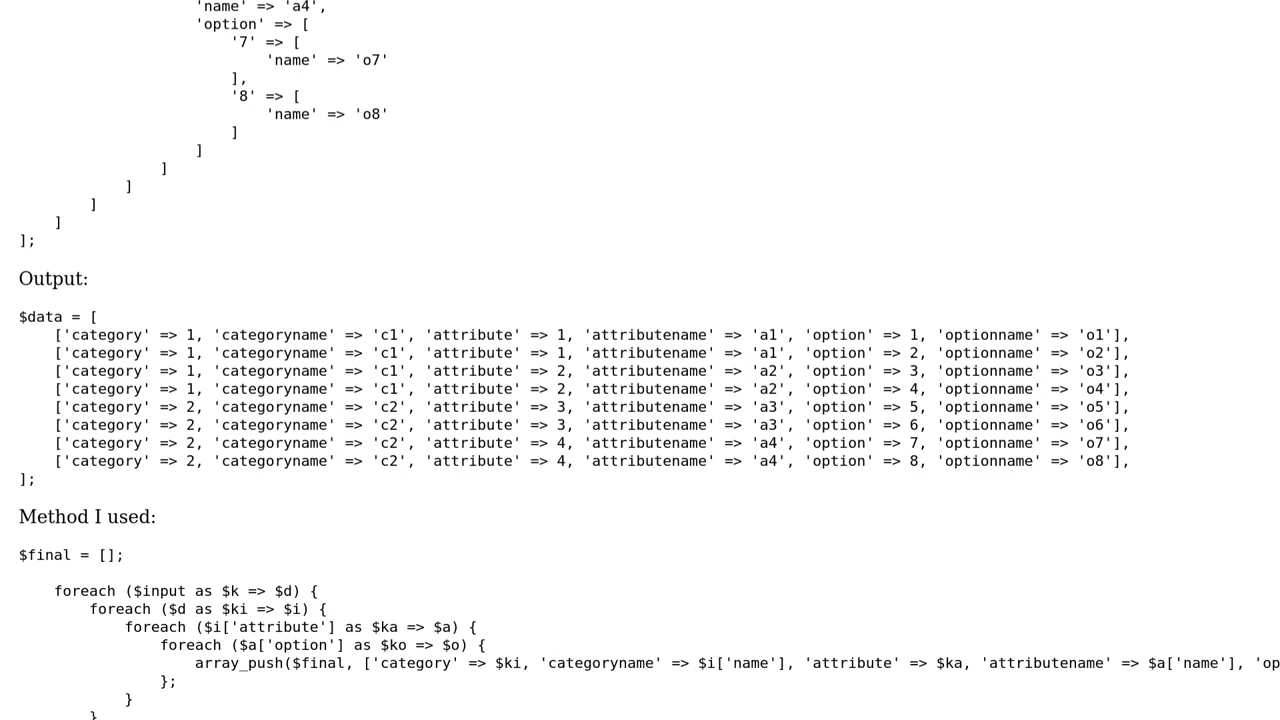 'name' => 'a4',
'option' => [
'7' => [
'name' => 'o7'
],
'8' => [
'name' => 'o8'
]
]
]
]
]
]
];
Output:
$data = [
['category' => 1, 'categoryname' => 'c1', 'attribute' => 1, 'attributename' => 'a1', 'option' => 1, 'optionname' => 'o1'],
['category' => 1, 'categoryname' => 'c1', 'attribute' => 1, 'attributename' => 'a1', 'option' => 2, 'optionname' => 'o2'],
['category' => 1, 'categoryname' => 'c1', 'attribute' => 2, 'attributename' => 'a2', 'option' => 3, 'optionname' => 'o3'],
['category' => 1, 'categoryname' => 'c1', 'attribute' => 2, 'attributename' => 'a2', 'option' => 4, 'optionname' => 'o4'],
['category' => 2, 'categoryname' => 'c2', 'attribute' => 3, 'attributename' => 'a3', 'option' => 5, 'optionname' => 'o5'],
['category' => 2, 'categoryname' => 'c2', 'attribute' => 3, 'attributename' => 'a3', 'option' => 6, 'optionname' => 'o6'],
['category' => 2, 'categoryname' => 'c2', 'attribute' => 4, 'attributename' => 'a4', 'option' => 7, 'optionname' => 'o7'],
['category' => 2, 'categoryname' => 'c2', 'attribute' => 4, 'attributename' => 'a4', 'option' => 8, 'optionname' => 'o8'],
];
Method I used:
$final = [];
foreach ($input as $k => $d) {
foreach ($d as $ki => $i) {
foreach ($i['attribute'] as $ka => $a) {
foreach ($a['option'] as $ko => $o) {
array_push($final, ['category' => $ki, 'categoryname' => $i['name'], 'attribute' => $ka, 'attributename' => $a['name'], 'op
};
}
}